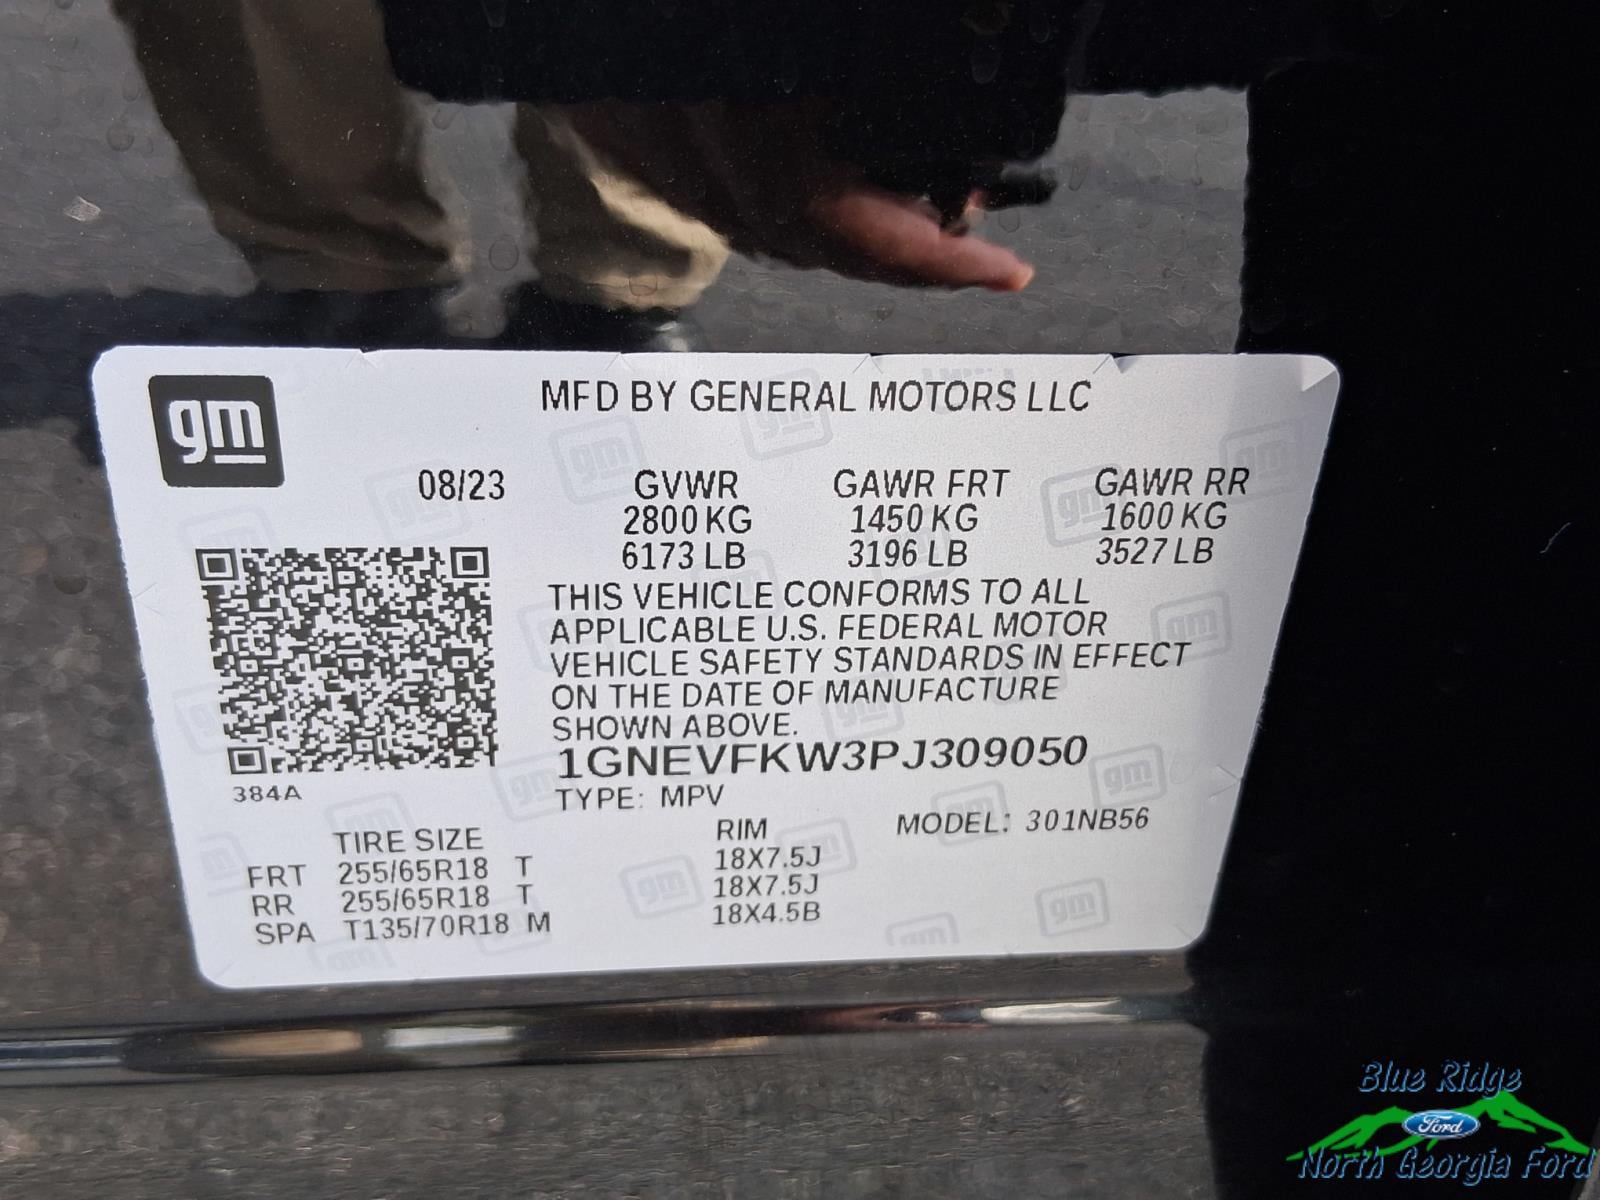 gm
MFD BY GENERAL MOTORS LLC
08/23 GVWR GAWR FRT GAWR RR
2800 KG 1450 KG 1600 KG
6173 LB 3196 LB 3527 LB
THIS VEHICLE CONFORMS TO ALL
APPLICABLE U.S. FEDERAL MOTOR
VEHICLE SAFETY STANDARDS IN EFFECT
ON THE DATE OF MANUFACTURE
SHOWN ABOVE.
1GNEVFKW3PJ309050
384A
TYPE: MPV
TIRE SIZE RIM MODEL: 301NB56
FRT 255/65R18 T 18X7.5J
RR 255/65R18 T 18X7.5J
SPA T135/70R18 M 18X4.5B
Blue Ridge
Ford
North Georgia Ford